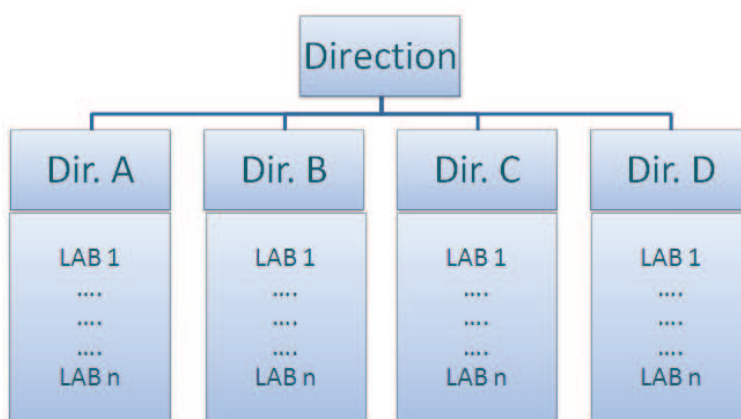 Direction
Dir. A
Dir. B
Dir. C
Dir. D
LAB 1
....
....
....
LAB n
LAB 1
....
....
....
LAB n
LAB 1
....
....
....
LAB n
LAB 1
....
....
....
LAB n